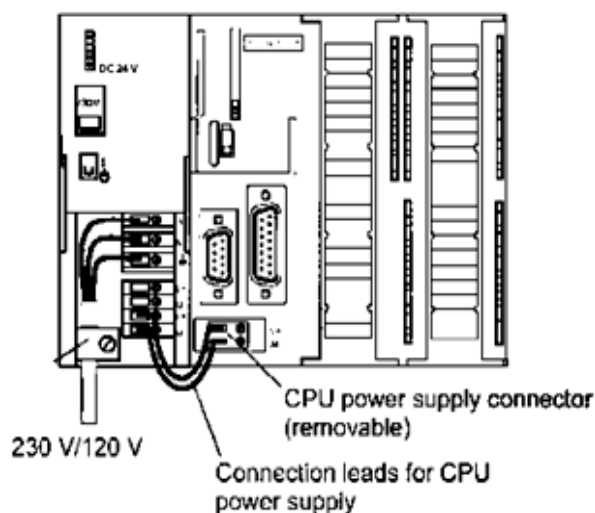 DC 24 V
CPU power supply connector
(removable)
230 V/120 V
Connection leads for CPU
power supply